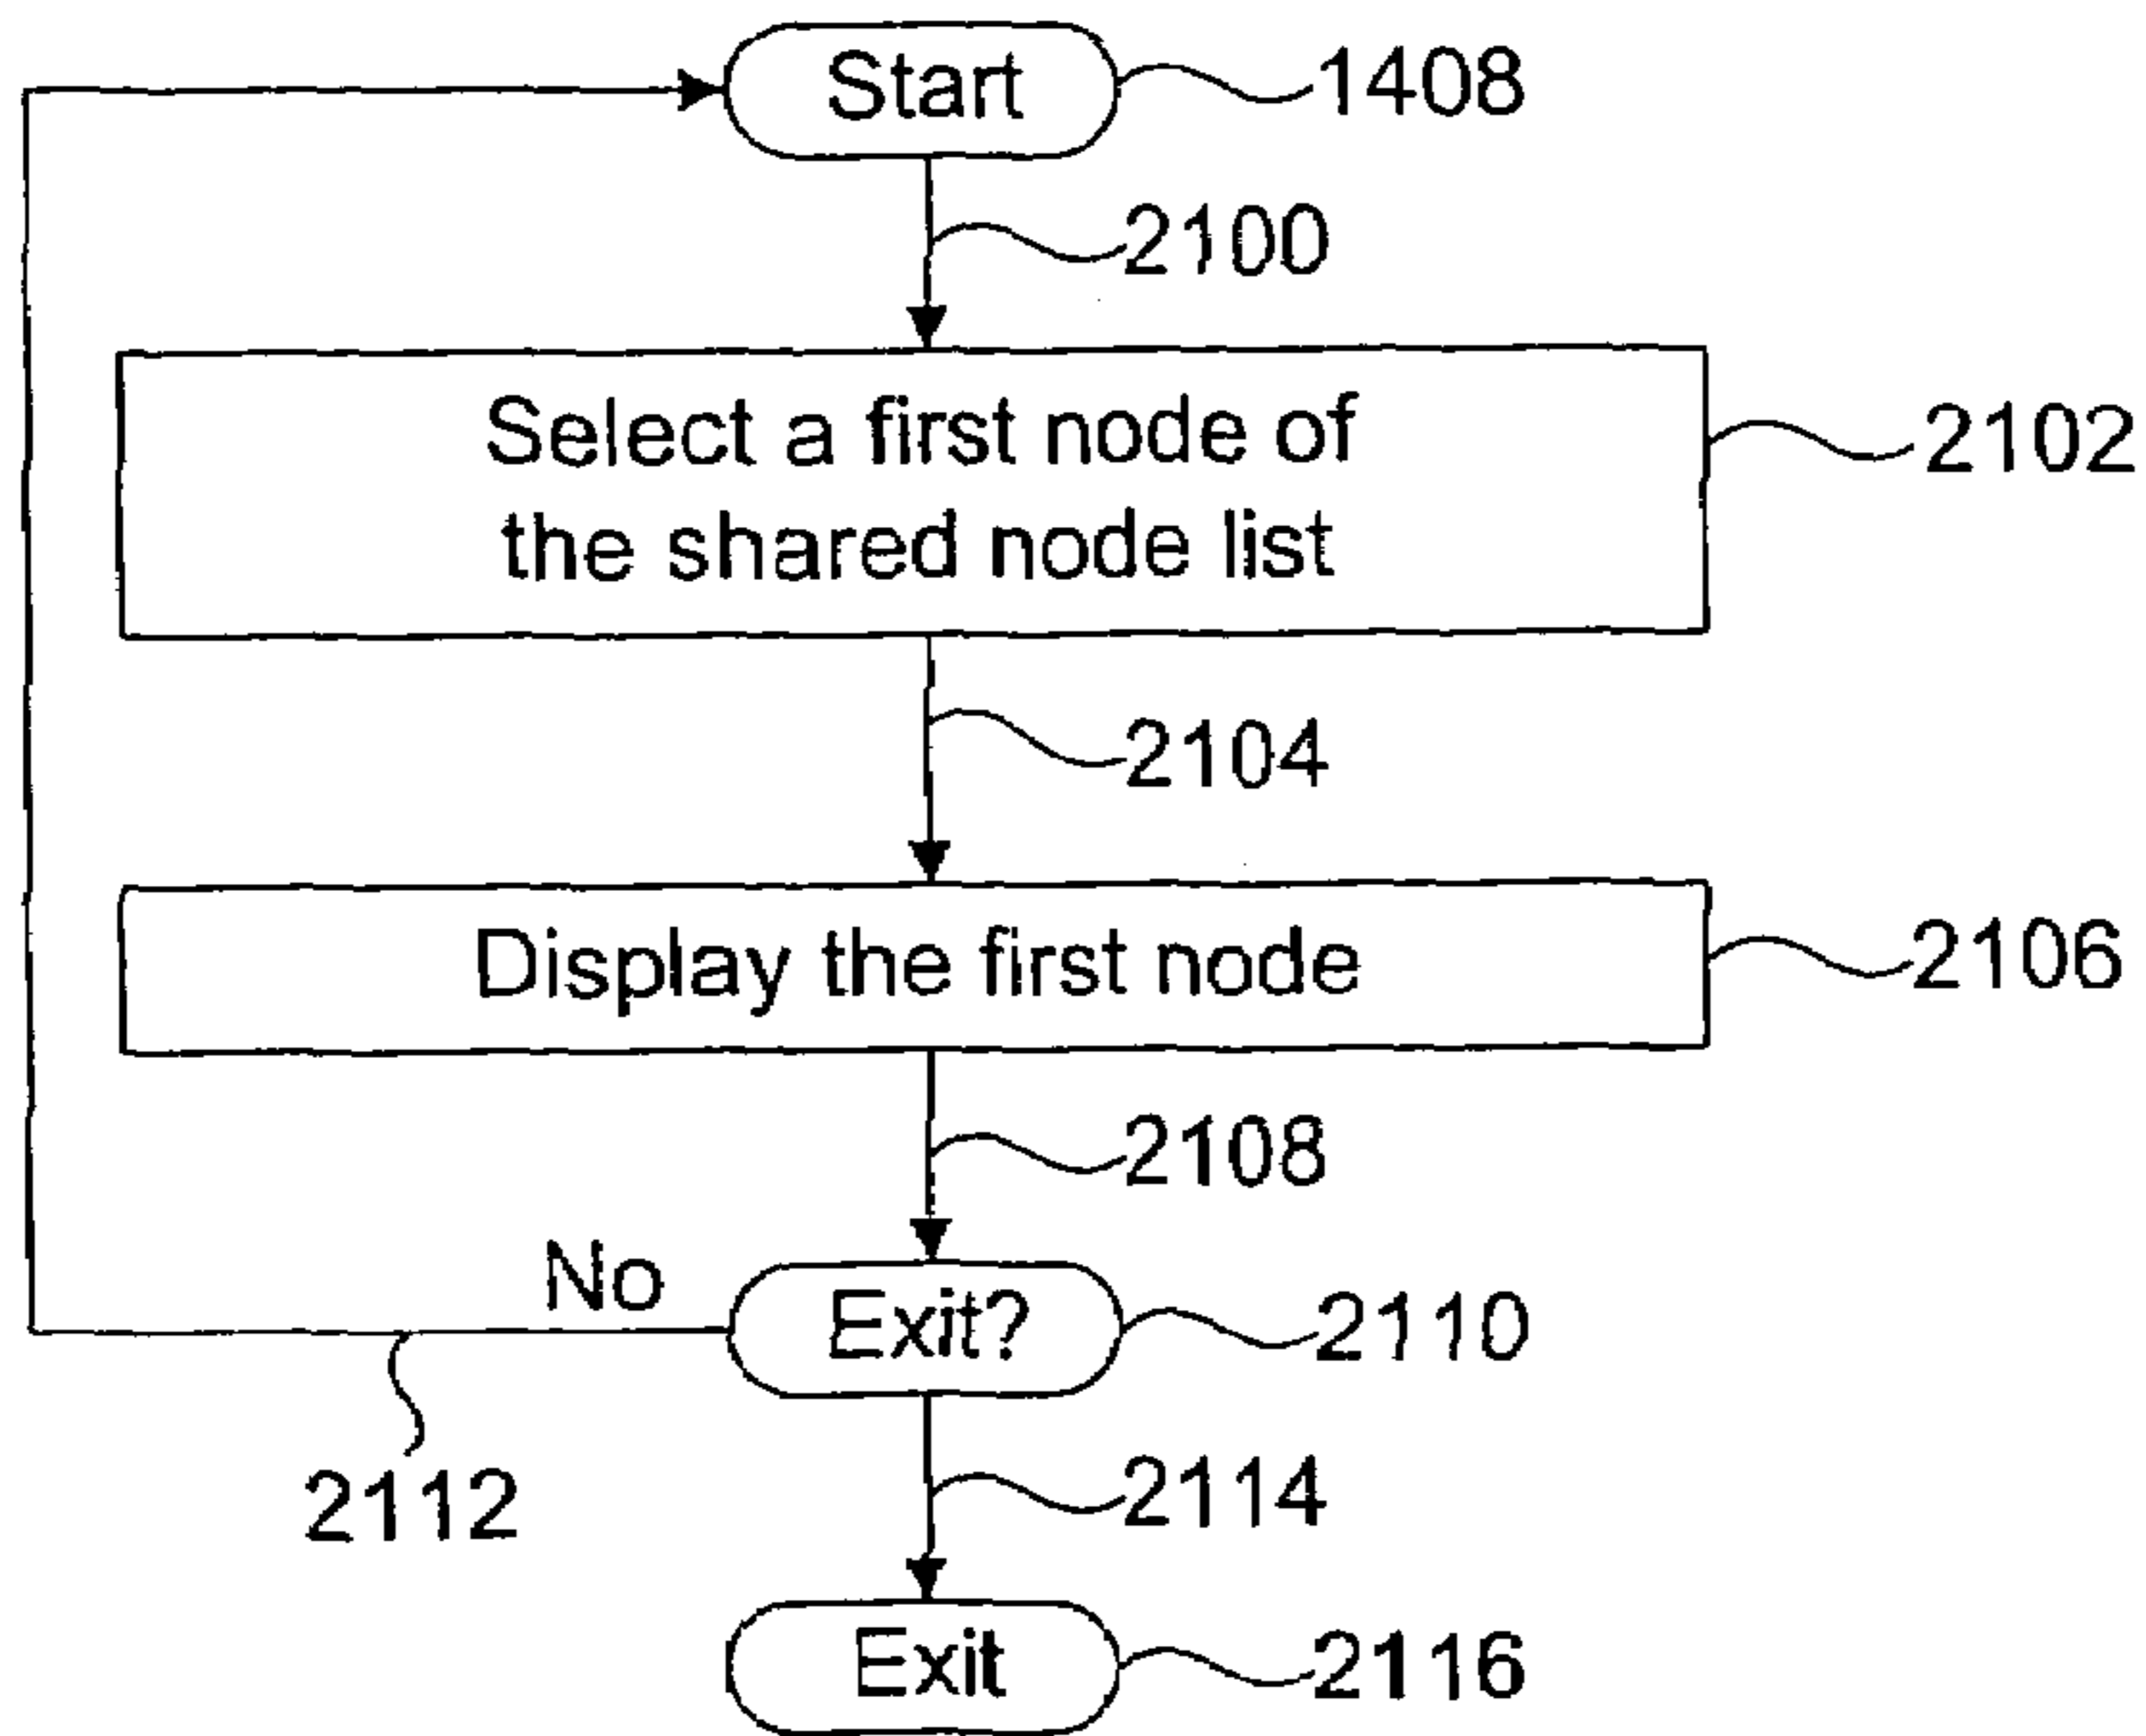 Start
1408
2100
Select a first node of
the shared node list
2102
2104
Display the first node
2106
2108
No
Exit?
2110
2112
2114
Exit
2116